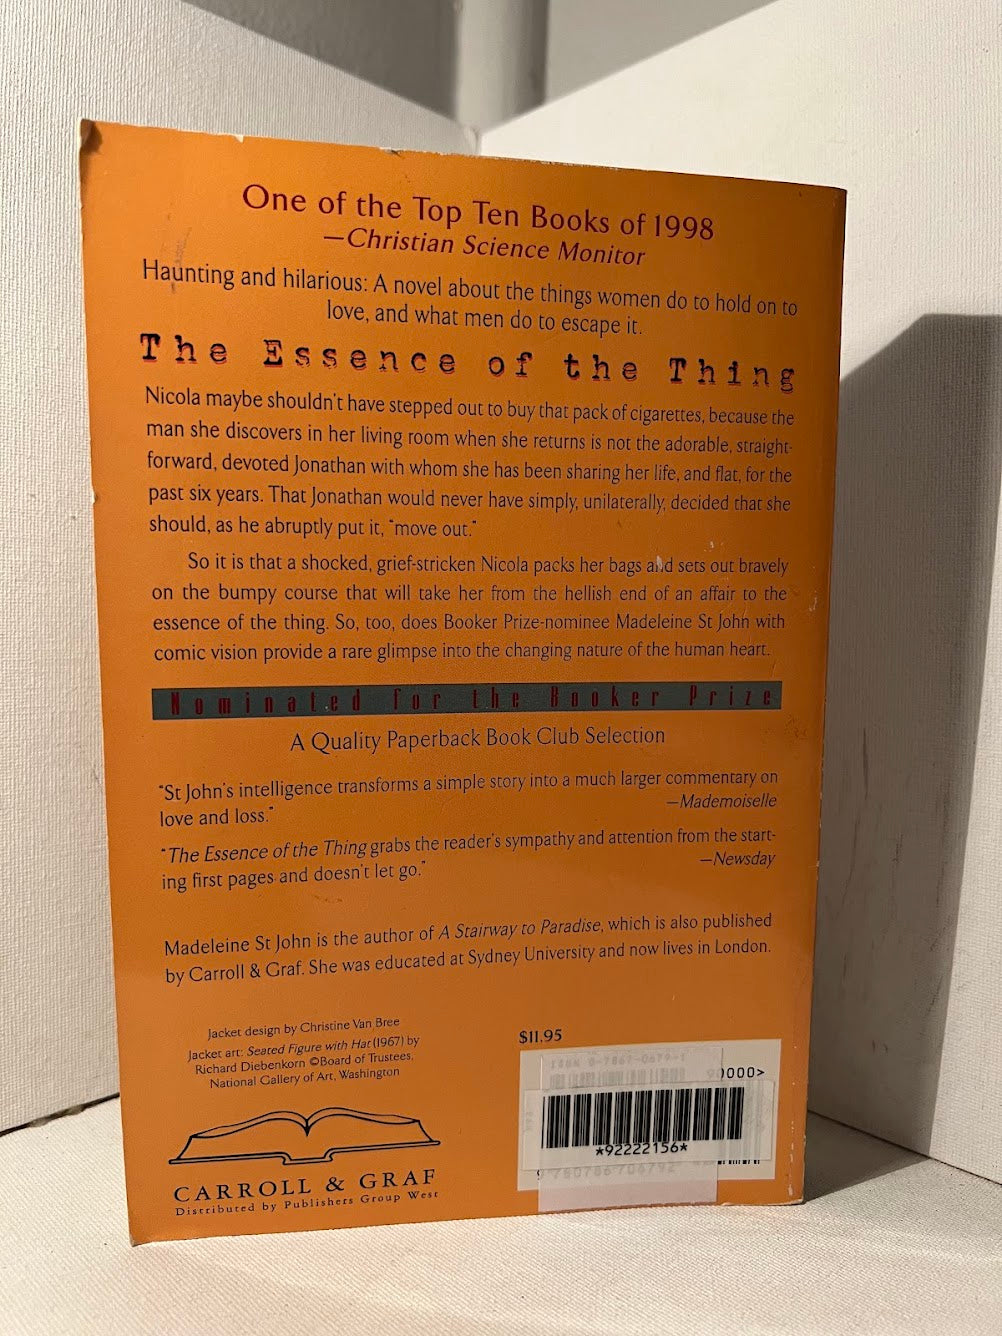 One of the Top Ten Books of 1998
—Christian Science Monitor
Haunting and hilarious: A novel about the things women do to hold on to
love, and what men do to escape it.
The Essence of the Thing
Nicola maybe shouldn't have stepped out to buy that pack of cigarettes, because the
man she discovers in her living room when she returns is not the adorable, straight-
forward, devoted Jonathan with whom she has been sharing her life, and flat, for the
past six years. That Jonathan would never have simply, unilaterally, decided that she
should, as he abruptly put it, "move out."
So it is that a shocked, grief-stricken Nicola packs her bags and sets out bravely
on the bumpy course that will take her from the hellish end of an affair to the
essence of the thing. So, too, does Booker Prize-nominee Madeleine St John with
comic vision provide a rare glimpse into the changing nature of the human heart.
Nominated for the Booker Prize
A Quality Paperback Book Club Selection
"St John's intelligence transforms a simple story into a much larger commentary on
love and loss." —Mademoiselle
"The Essence of the Thing grabs the reader's sympathy and attention from the start-
ing first pages and doesn't let go." —Newsday
Madeleine St John is the author of A Stairway to Paradise, which is also published
by Carroll & Graf. She was educated at Sydney University and now lives in London.
Jacket design by Christine Van Bree
Jacket art: Seated Figure with Hat (1967) by
Richard Diebenkorn ©Board of Trustees,
National Gallery of Art, Washington
CARROLL & GRAF
Distributed by Publishers Group West
$11.95
ISBN 0-7867-0679-1
90000>
*92222156*
9 780786 706792